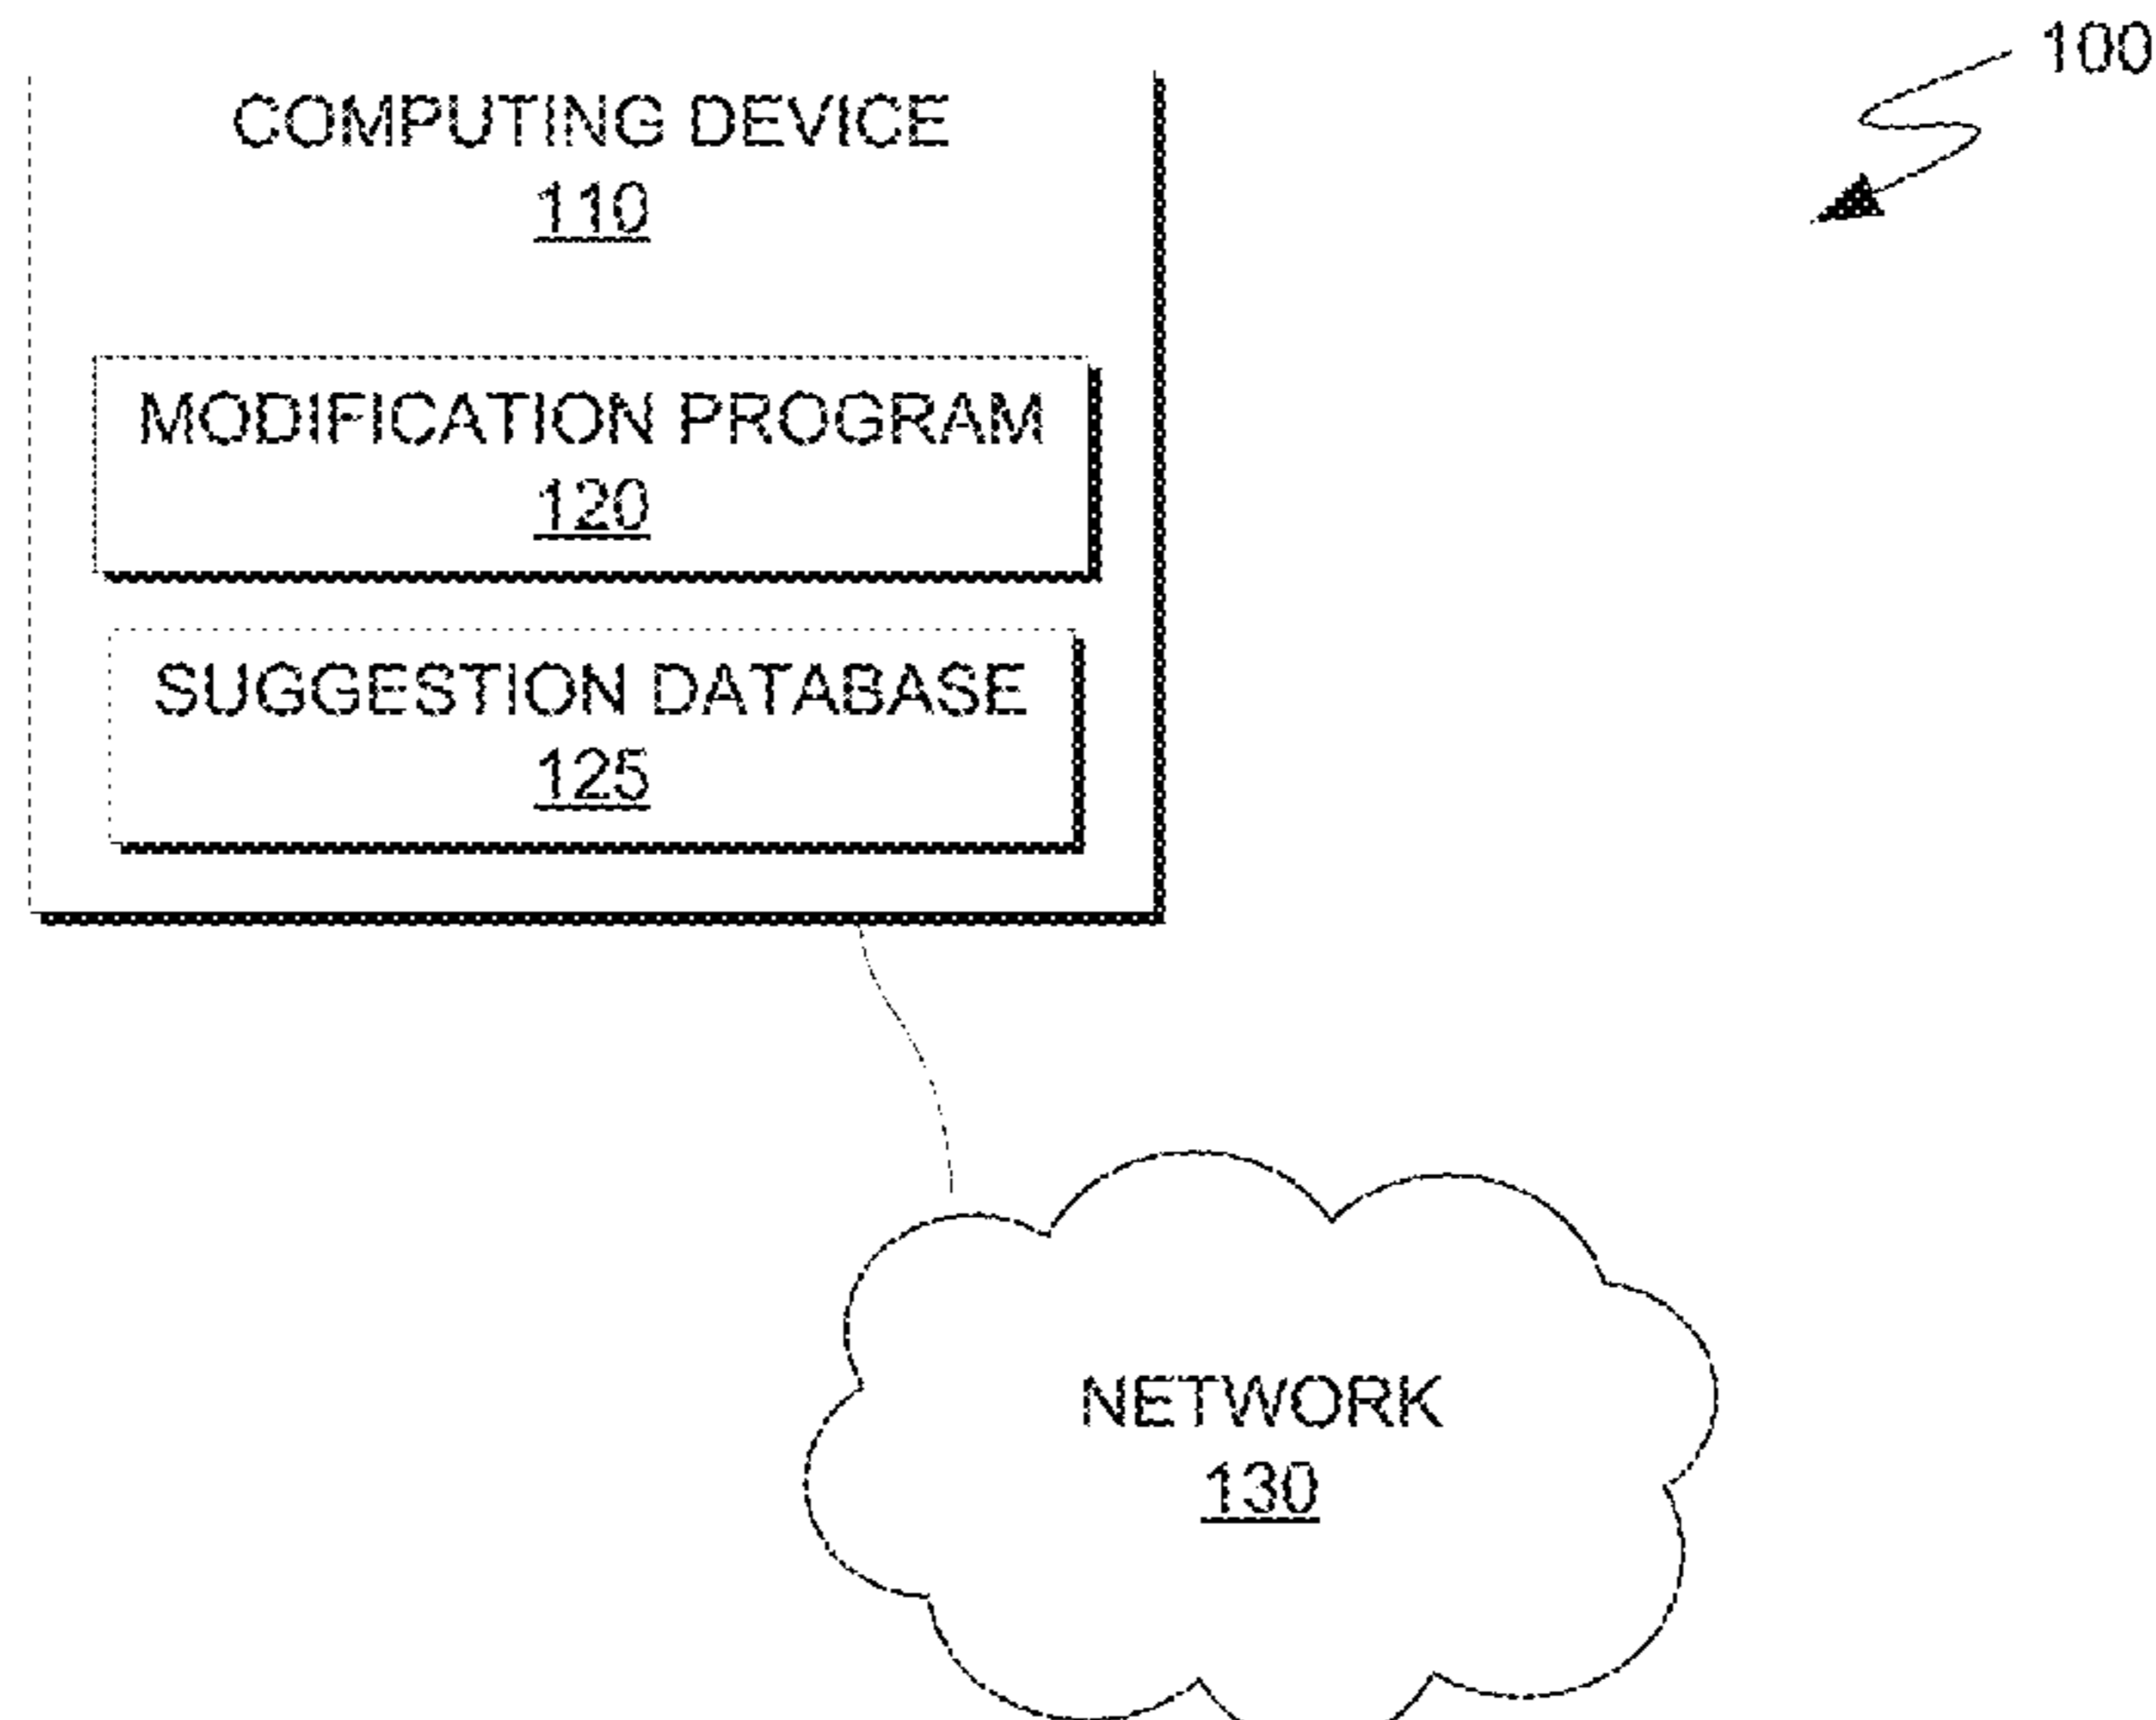 100
COMPUTING DEVICE
110
MODIFICATION PROGRAM
120
SUGGESTION DATABASE
125
NETWORK
130